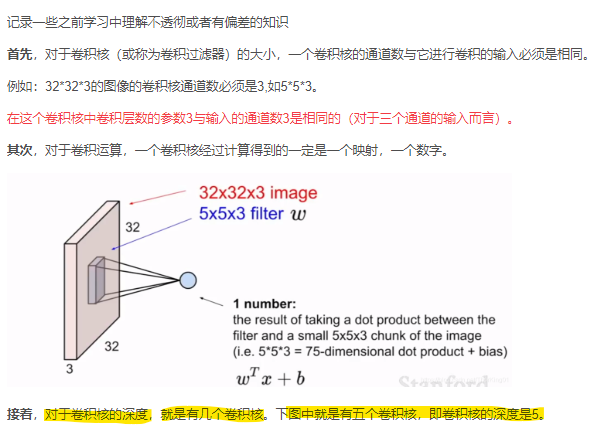 记录一些之前学习中理解不透彻或者有偏差的知识
首先，对于卷积核（或称为卷积过滤器）的大小，一个卷积核的通道数与它进行卷积的输入必须是相同。
例如：32*32*3的图像的卷积核通道数必须是3,如5*5*3。
在这个卷积核中卷积层数的参数3与输入的通道数3是相同的（对于三个通道的输入而言）。
其次，对于卷积运算，一个卷积核经过计算得到的一定是一个映射，一个数字。
32x32x3 image
5x5x3 filter w
32
1 number:
the result of taking a dot product between the
filter and a small 5x5x3 chunk of the image
(i.e. 5*5*3 = 75-dimensional dot product + bias)
32
3
wᵀx + b
Stanford
接着，对于卷积核的深度，就是有几个卷积核。下图中就是有五个卷积核，即卷积核的深度是5。